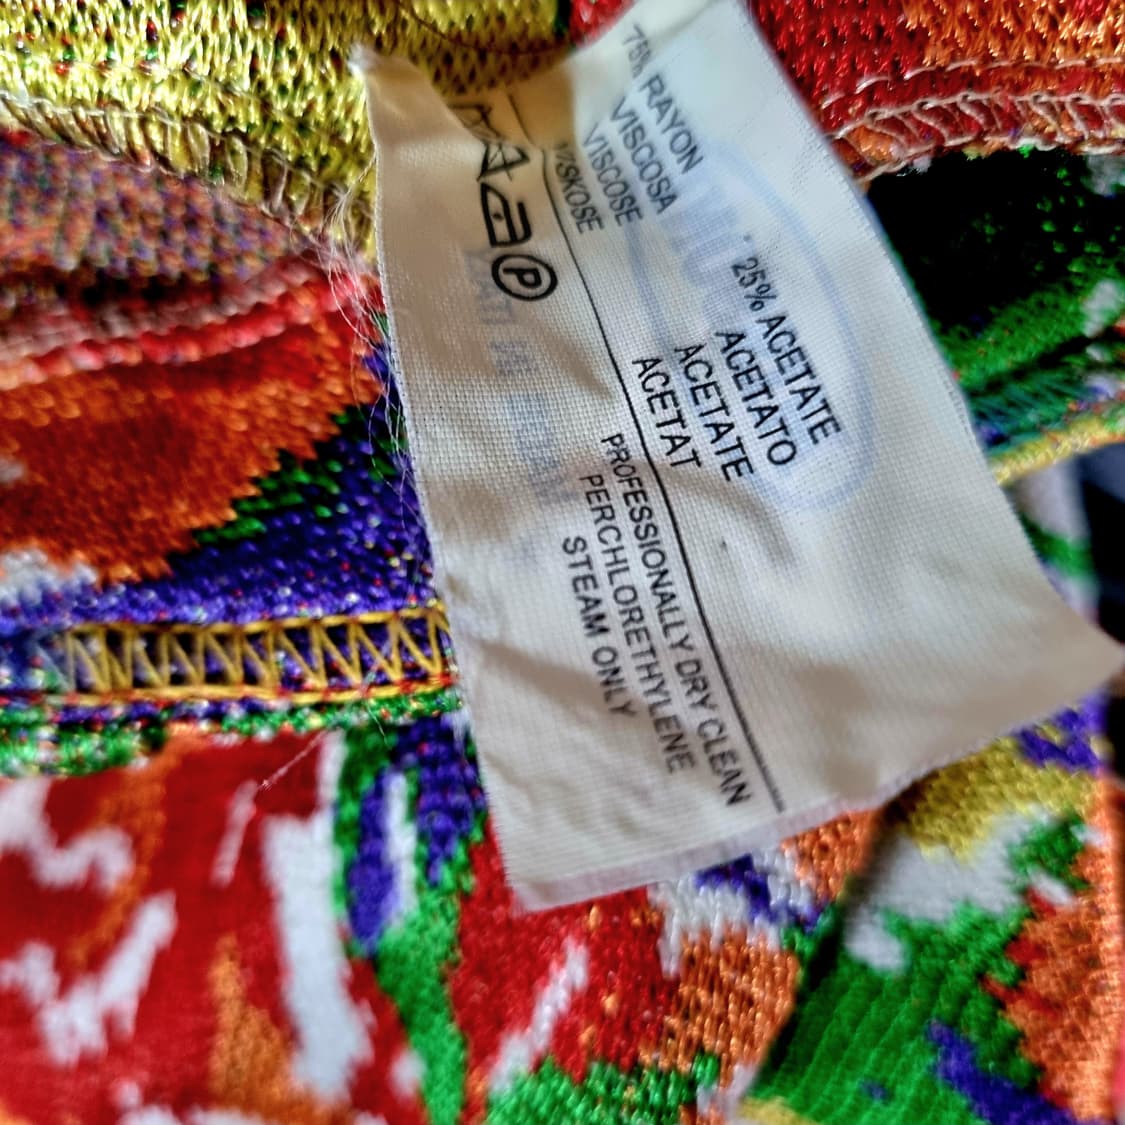 75% RAYON
VISCOSA
VISCOSE
VISKOSE
25% ACETATE
ACETATO
ACETATE
ACETAT
P
PROFESSIONALLY DRY CLEAN
PERCHLORETHYLENE
STEAM ONLY